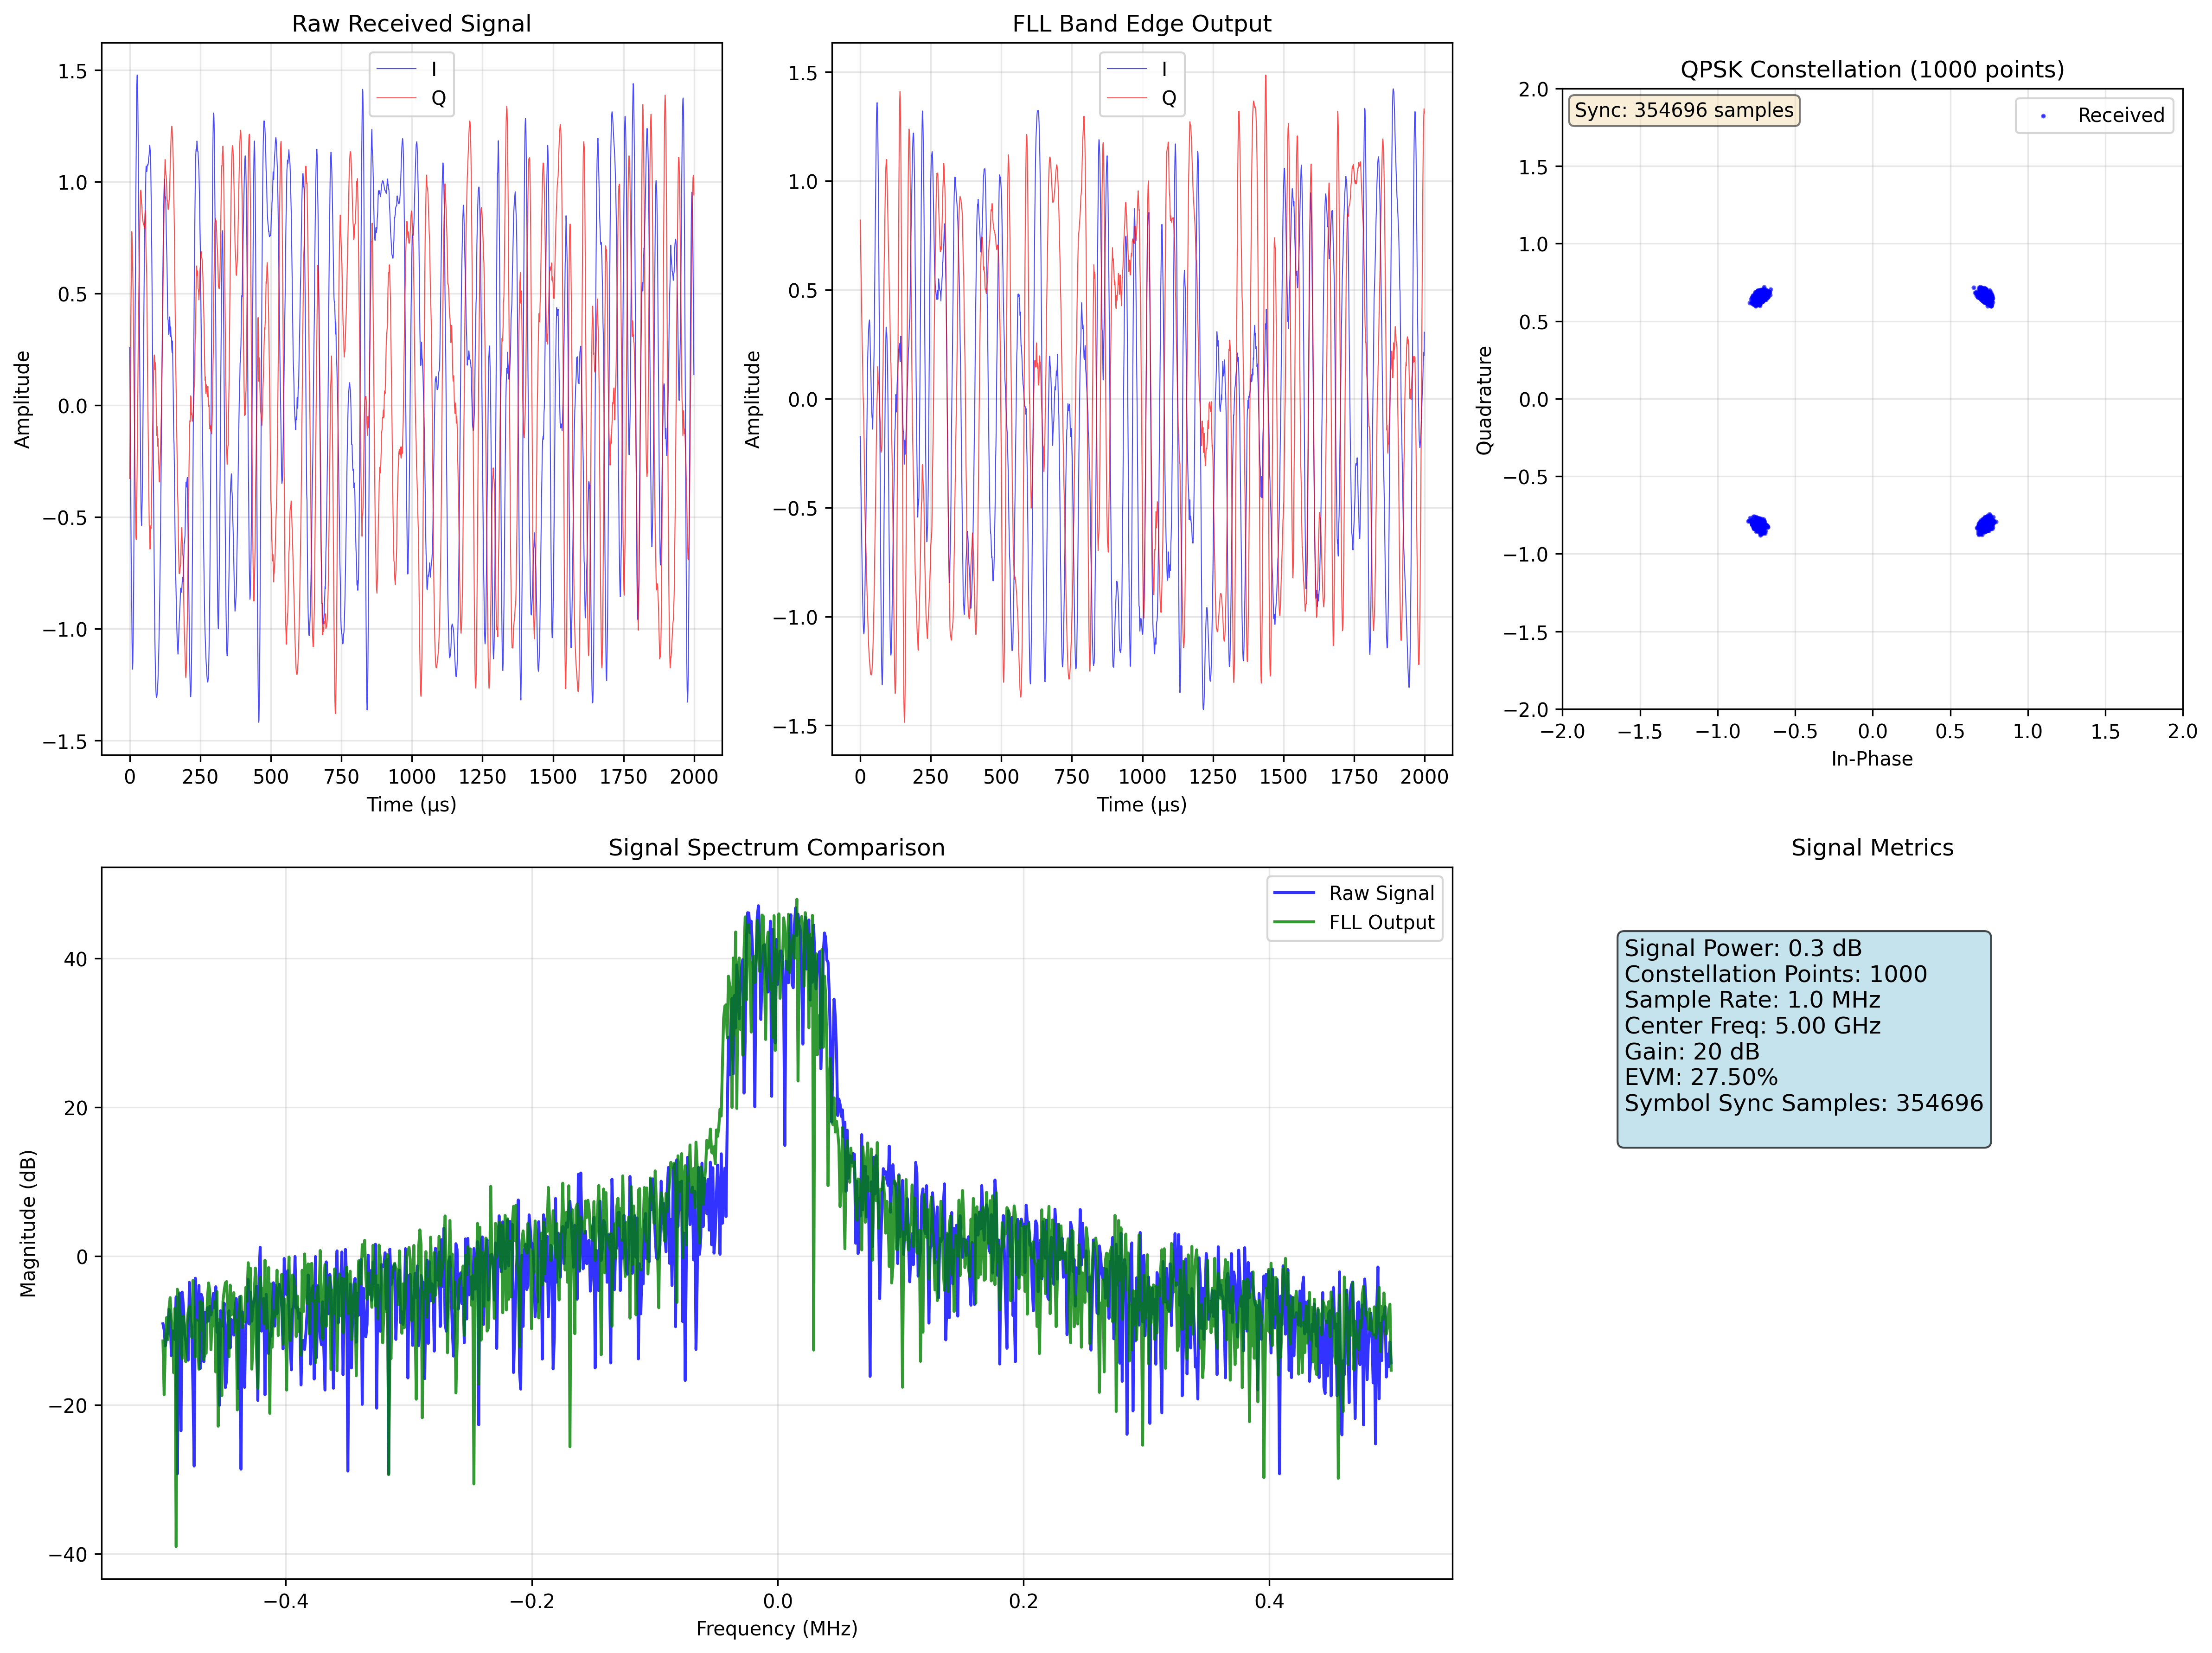 Raw Received Signal
I
Q
1.5
1.0
0.5
0.0
−0.5
−1.0
−1.5
Amplitude
0 250 500 750 1000 1250 1500 1750 2000
Time (µs)
FLL Band Edge Output
I
Q
1.5
1.0
0.5
0.0
−0.5
−1.0
−1.5
Amplitude
0 250 500 750 1000 1250 1500 1750 2000
Time (µs)
QPSK Constellation (1000 points)
Sync: 354696 samples
Received
2.0
1.5
1.0
0.5
0.0
−0.5
−1.0
−1.5
−2.0
Quadrature
−2.0 −1.5 −1.0 −0.5 0.0 0.5 1.0 1.5 2.0
In-Phase
Signal Spectrum Comparison
Raw Signal
FLL Output
40
20
0
−20
−40
Magnitude (dB)
−0.4 −0.2 0.0 0.2 0.4
Frequency (MHz)
Signal Metrics
Signal Power: 0.3 dB
Constellation Points: 1000
Sample Rate: 1.0 MHz
Center Freq: 5.00 GHz
Gain: 20 dB
EVM: 27.50%
Symbol Sync Samples: 354696